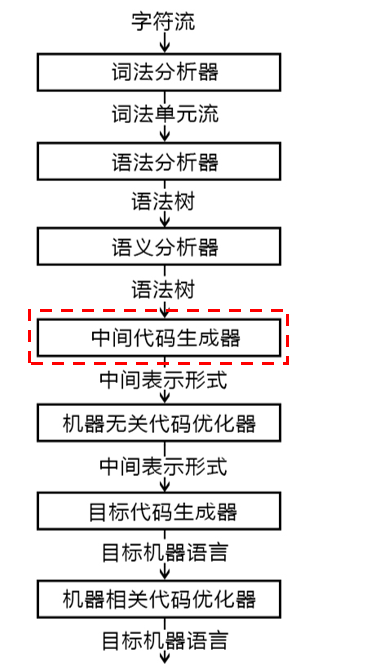 字符流
词法分析器
词法单元流
语法分析器
语法树
语义分析器
语法树
中间代码生成器
中间表示形式
机器无关代码优化器
中间表示形式
目标代码生成器
目标机器语言
机器相关代码优化器
目标机器语言